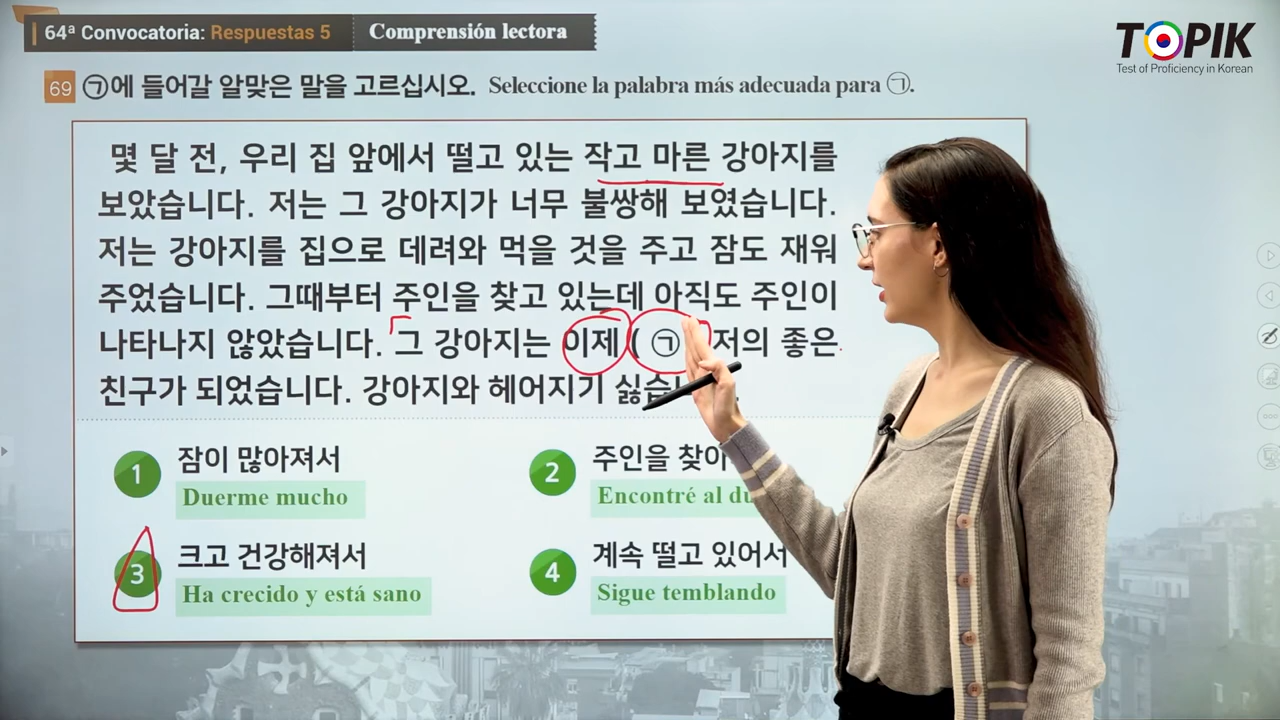 64ª Convocatoria: Respuestas 5 Comprensión lectora
TOPIK
Test of Proficiency in Korean
69 ㉠에 들어갈 알맞은 말을 고르십시오. Seleccione la palabra más adecuada para ㉠.
몇 달 전, 우리 집 앞에서 떨고 있는 작고 마른 강아지를
보았습니다. 저는 그 강아지가 너무 불쌍해 보였습니다.
저는 강아지를 집으로 데려와 먹을 것을 주고 잠도 재워
주었습니다. 그때부터 주인을 찾고 있는데 아직도 주인이
나타나지 않았습니다. 그 강아지는 이제 ( ㉠ 저의 좋은
친구가 되었습니다. 강아지와 헤어지기
1 잠이 많아져서
Duerme mucho
2 주인을
Encontré al
3 크고 건강해져서
Ha crecido y está sano
4 계속 떨고 있어서
Sigue temblando